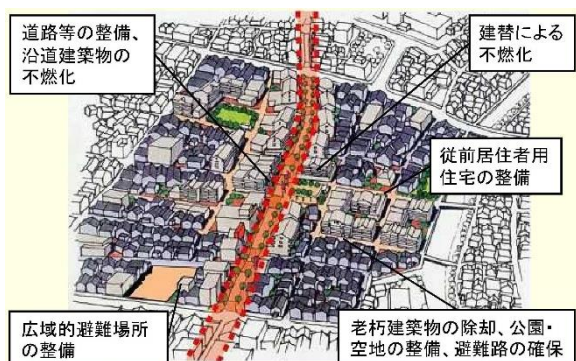 道路等の整備、
沿道建築物の
不燃化
建替による
不燃化
従前居住者用
住宅の整備
広域的避難場所
の整備
老朽建築物の除却、公園・
空地の整備、避難路の確保